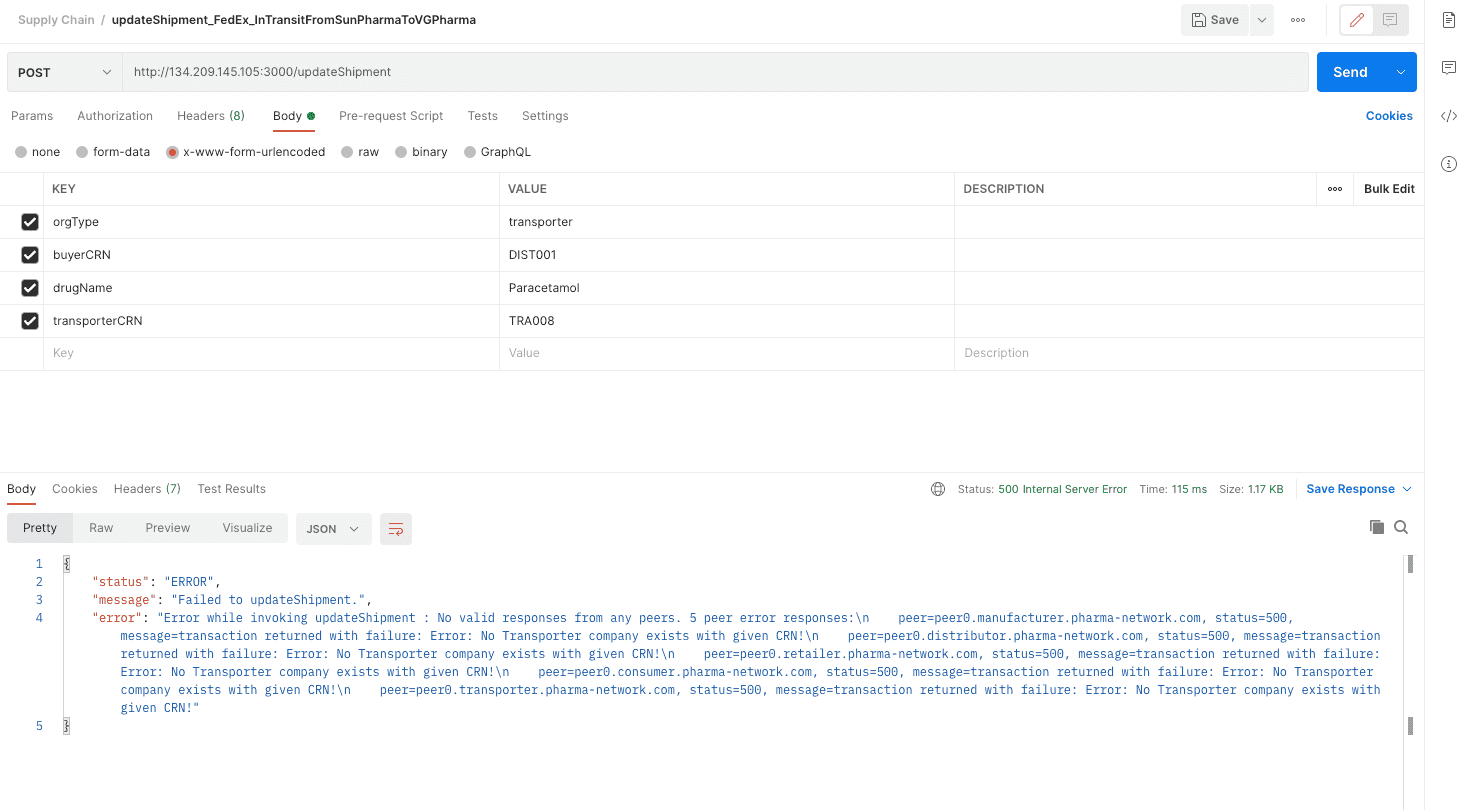 Supply Chain / updateShipment_FedEx_InTransitFromSunPharmaToVGPharma
Save
POST http://134.209.145.105:3000/updateShipment Send
Params Authorization Headers (8) Body Pre-request Script Tests Settings Cookies
none form-data x-www-form-urlencoded raw binary GraphQL
KEY VALUE DESCRIPTION Bulk Edit
orgType transporter
buyerCRN DIST001
drugName Paracetamol
transporterCRN TRA008
Key Value Description
Body Cookies Headers (7) Test Results Status: 500 Internal Server Error Time: 115 ms Size: 1.17 KB Save Response
Pretty Raw Preview Visualize JSON
1 {
2 "status": "ERROR",
3 "message": "Failed to updateShipment.",
4 "error": "Error while invoking updateShipment : No valid responses from any peers. 5 peer error responses:\n    peer=peer0.manufacturer.pharma-network.com, status=500,
message=transaction returned with failure: Error: No Transporter company exists with given CRN!\n    peer=peer0.distributor.pharma-network.com, status=500, message=transaction
returned with failure: Error: No Transporter company exists with given CRN!\n    peer=peer0.retailer.pharma-network.com, status=500, message=transaction returned with failure:
Error: No Transporter company exists with given CRN!\n    peer=peer0.consumer.pharma-network.com, status=500, message=transaction returned with failure: Error: No Transporter
company exists with given CRN!\n    peer=peer0.transporter.pharma-network.com, status=500, message=transaction returned with failure: Error: No Transporter company exists with
given CRN!"
5 }